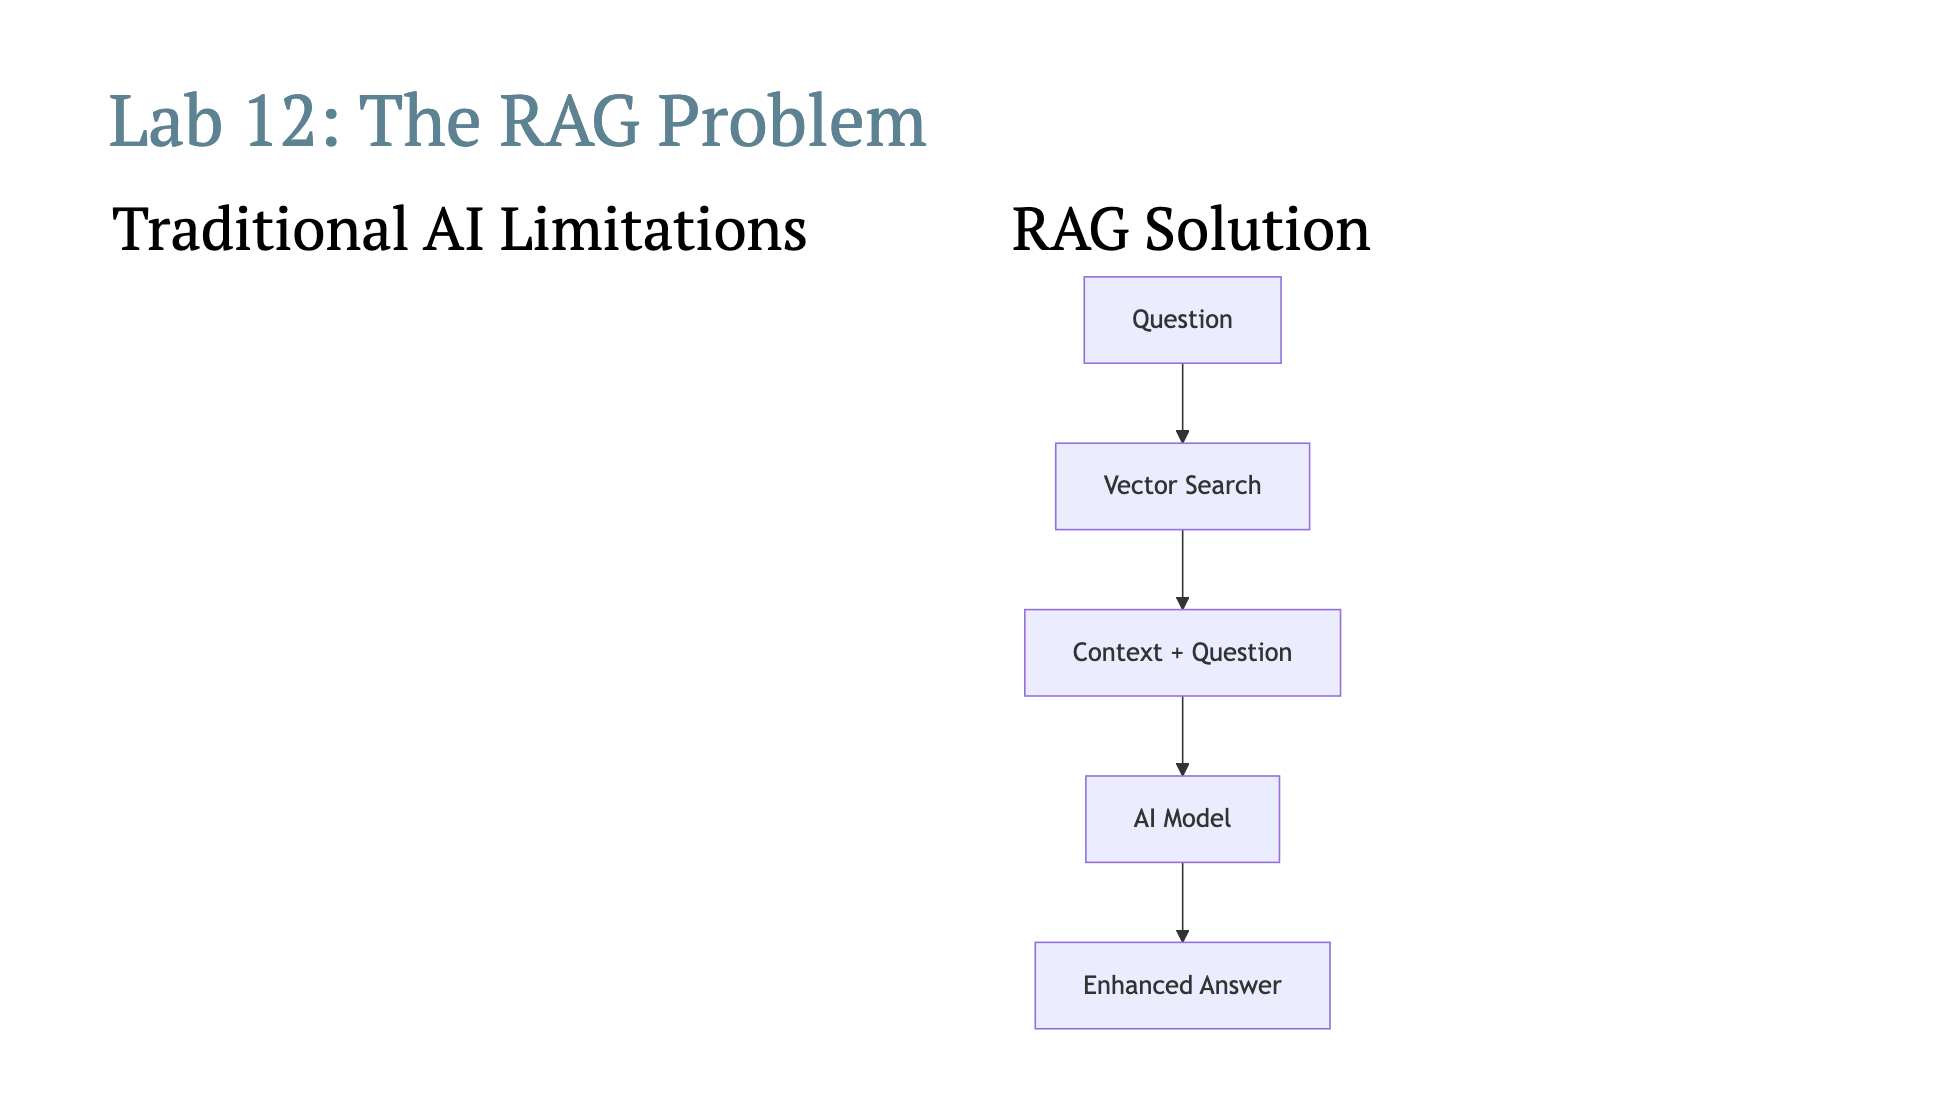 Lab 12: The RAG Problem
Traditional AI Limitations
RAG Solution
Question
Vector Search
Context + Question
AI Model
Enhanced Answer